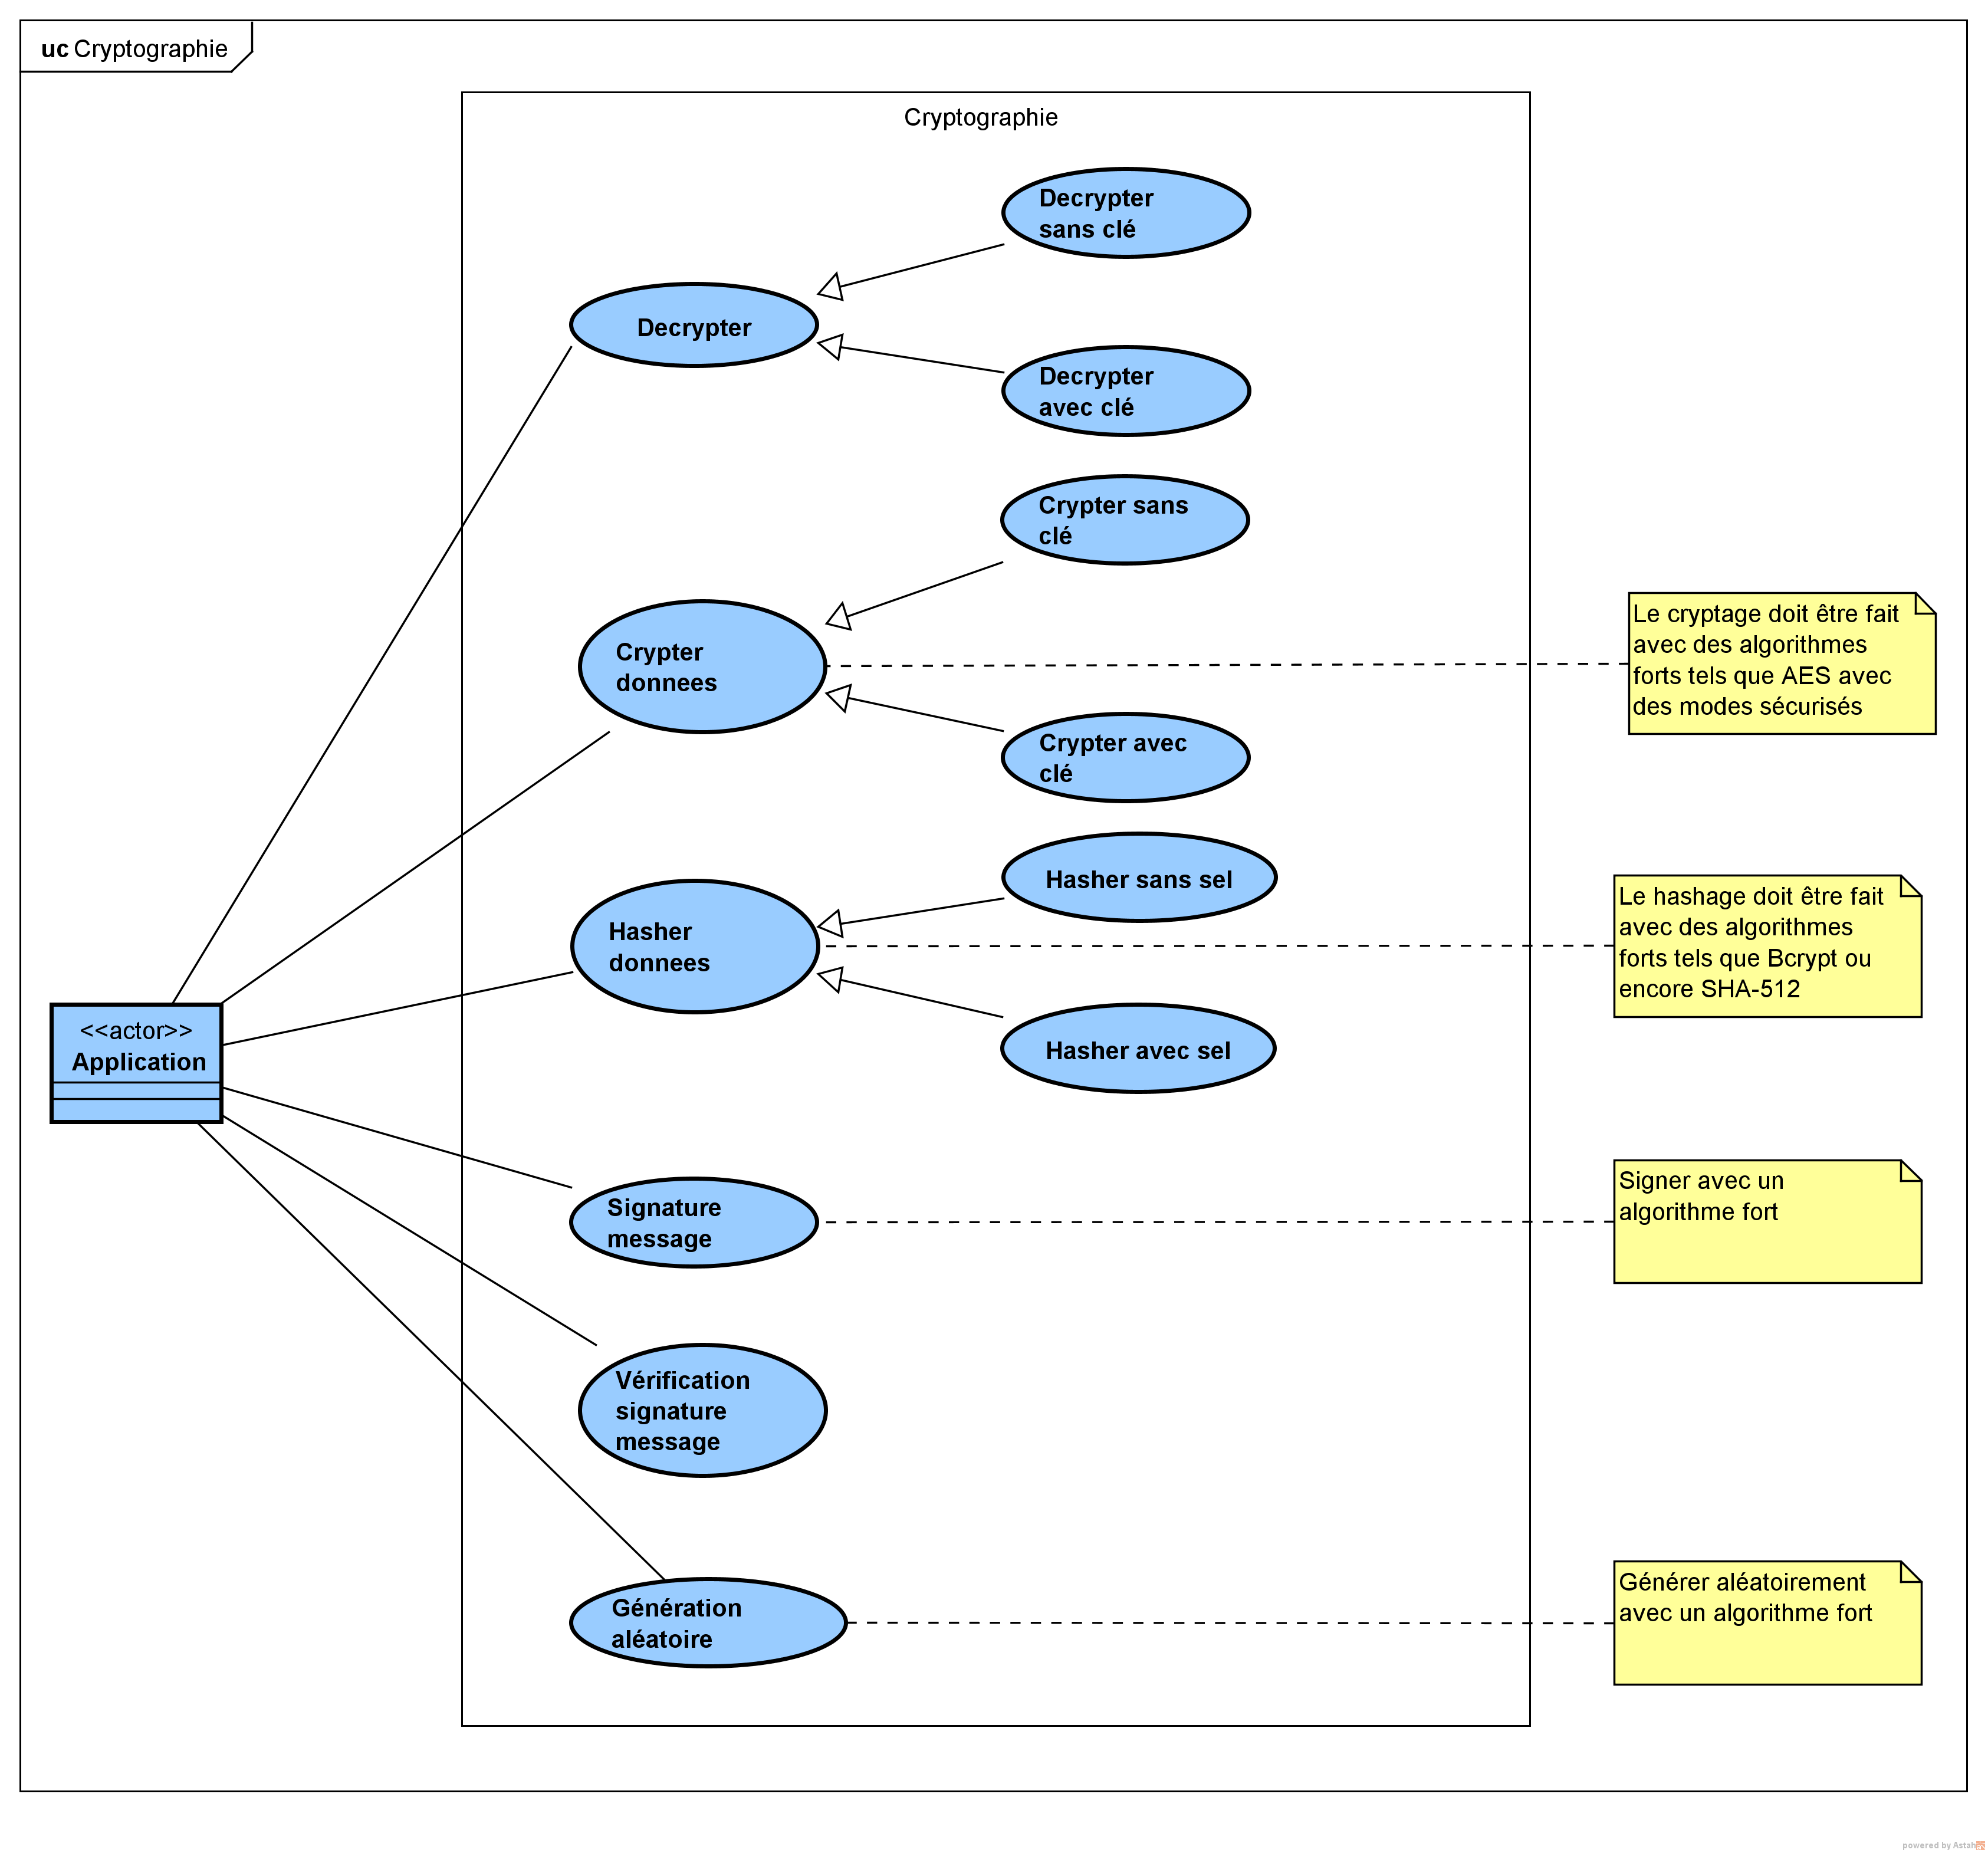 uc Cryptographie
Cryptographie
Decrypter
sans clé
Decrypter
Decrypter
avec clé
Crypter sans
clé
Crypter
donnees
Le cryptage doit être fait
avec des algorithmes
forts tels que AES avec
des modes sécurisés
Crypter avec
clé
Hasher sans sel
Hasher
donnees
Le hashage doit être fait
avec des algorithmes
forts tels que Bcrypt ou
encore SHA-512
<<actor>>
Application
Hasher avec sel
Signature
message
Signer avec un
algorithme fort
Vérification
signature
message
Génération
aléatoire
Générer aléatoirement
avec un algorithme fort
powered by Astah